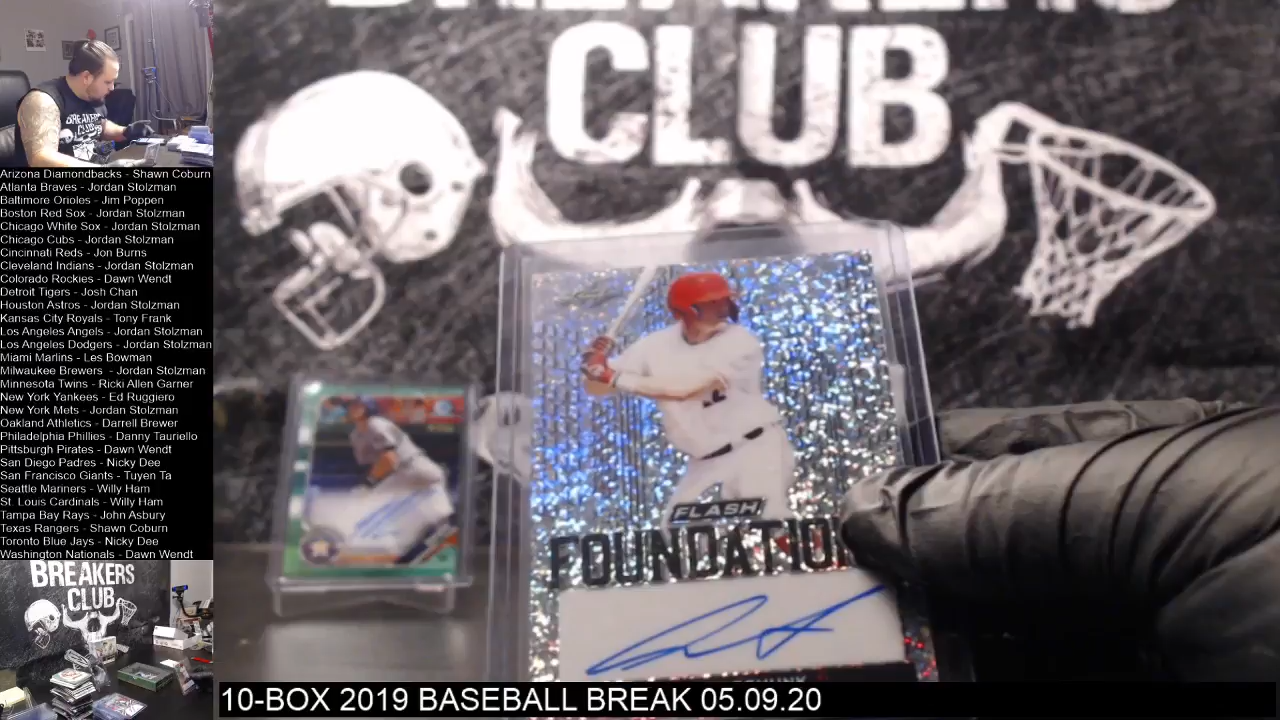 BREAKERS
CLUB
BREAKERS
CLUB
Arizona Diamondbacks - Shawn Coburn
Atlanta Braves - Jordan Stolzman
Baltimore Orioles - Jim Poppen
Boston Red Sox - Jordan Stolzman
Chicago White Sox - Jordan Stolzman
Chicago Cubs - Jordan Stolzman
Cincinnati Reds - Jon Burns
Cleveland Indians - Jordan Stolzman
Colorado Rockies - Dawn Wendt
Detroit Tigers - Josh Chan
Houston Astros - Jordan Stolzman
Kansas City Royals - Tony Frank
Los Angeles Angels - Jordan Stolzman
Los Angeles Dodgers - Jordan Stolzman
Miami Marlins - Les Bowman
Milwaukee Brewers - Jordan Stolzman
Minnesota Twins - Ricki Allen Garner
New York Yankees - Ed Ruggiero
New York Mets - Jordan Stolzman
Oakland Athletics - Darrell Brewer
Philadelphia Phillies - Danny Tauriello
Pittsburgh Pirates - Dawn Wendt
San Diego Padres - Nicky Dee
San Francisco Giants - Tuyen Ta
Seattle Mariners - Willy Ham
St. Louis Cardinals - Willy Ham
Tampa Bay Rays - John Asbury
Texas Rangers - Shawn Coburn
Toronto Blue Jays - Nicky Dee
Washington Nationals - Dawn Wendt
FLASH
FOUNDATIO
BREAKERS
CLUB
10-BOX 2019 BASEBALL BREAK 05.09.20